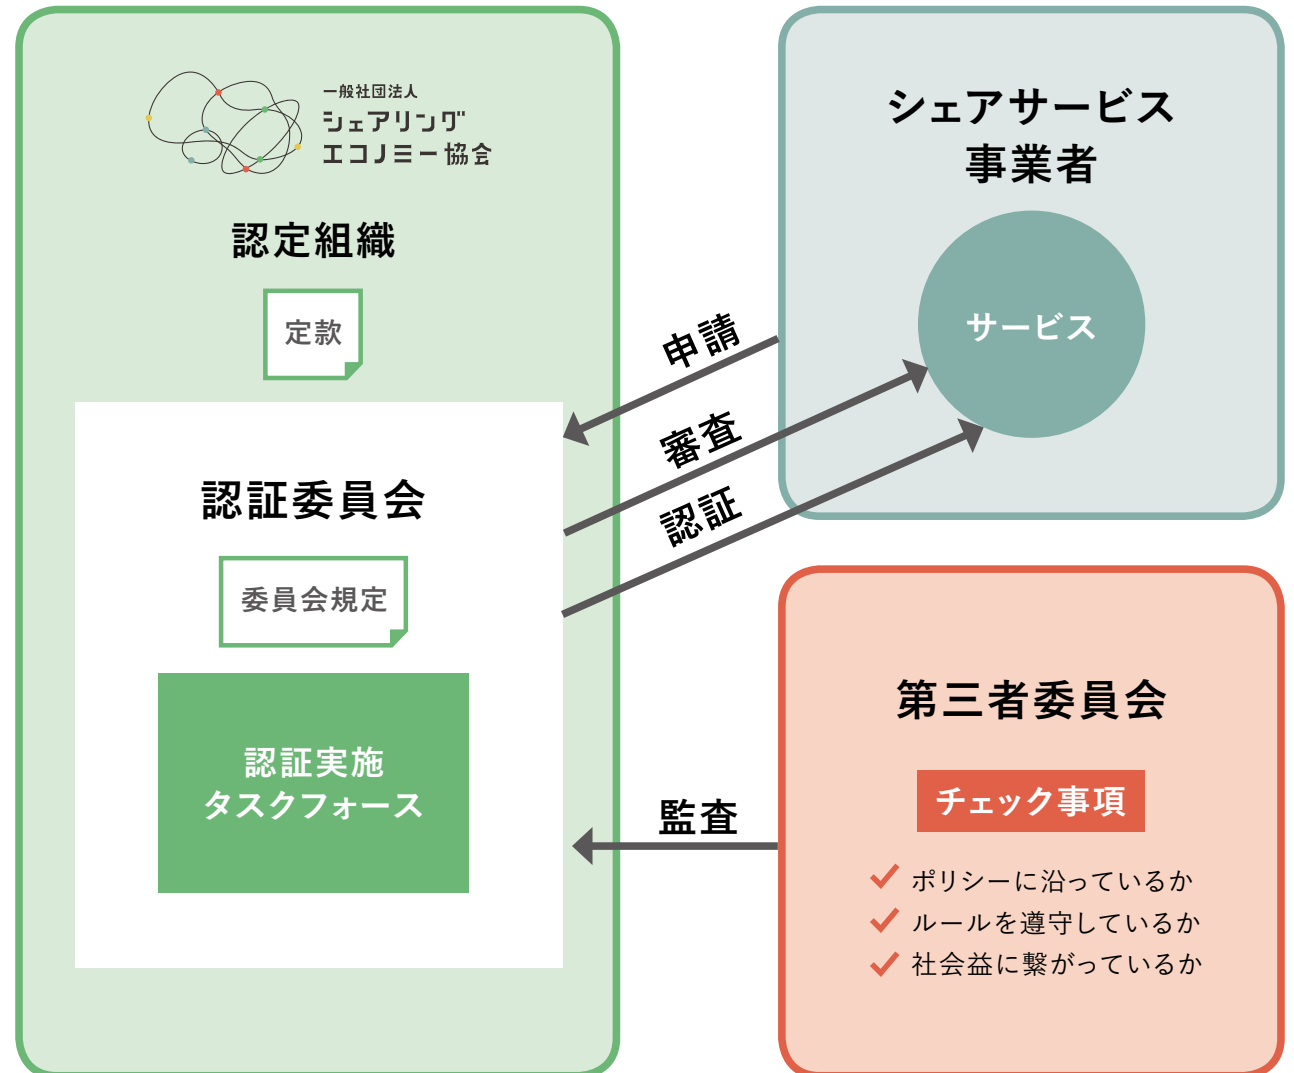 一般社団法人
シェアリング
エコノミー協会
認定組織
定款
認証委員会
委員会規定
認証実施
タスクフォース
申請
審査
認証
監査
シェアサービス
事業者
サービス
第三者委員会
チェック事項
ポリシーに沿っているか
ルールを遵守しているか
社会益に繋がっているか